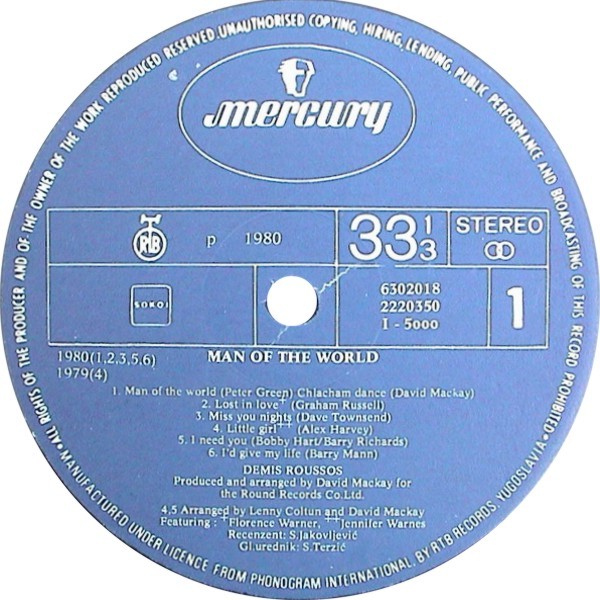 ALL RIGHTS OF THE PRODUCER AND OF THE OWNER OF THE WORK REPRODUCED RESERVED. UNAUTHORISED COPYING, HIRING, LENDING, PUBLIC PERFORMANCE AND BROADCASTING OF THIS RECORD PROHIBITED.
mercury
RTB
p 1980
33 1/3
STEREO
SOKOJ
6302018
2220350
I - 5000
1
1980(1,2,3,5,6)
1979(4)
MAN OF THE WORLD
1. Man of the world (Peter Green) Chlacham dance (David Mackay)
2. Lost in love+ (Graham Russell)
3. Miss you nights (Dave Townsend)
4. Little girl++ (Alex Harvey)
5. I need you (Bobby Hart/Barry Richards)
6. I'd give my life (Barry Mann)
DEMIS ROUSSOS
Produced and arranged by David Mackay for
the Round Records Co.Ltd.
4,5 Arranged by Lenny Coltun and David Mackay
Featuring : +Florence Warner, ++Jennifer Warnes
Recenzent: S.Jakovljević
Gl.urednik: S.Terzić
• MANUFACTURED UNDER LICENCE FROM PHONOGRAM INTERNATIONAL, BY RTB RECORDS, YUGOSLAVIA •